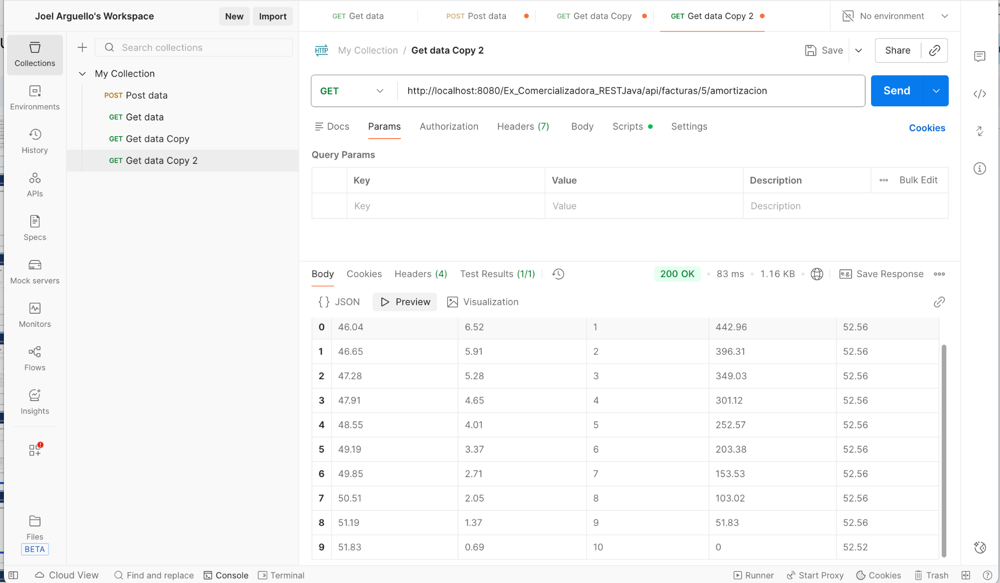 Joel Arguello's Workspace
New
Import
GET Get data
POST Post data
GET Get data Copy
GET Get data Copy 2
No environment
Collections
Environments
History
APIs
Specs
Mock servers
Monitors
Flows
Insights
Files
BETA
Search collections
My Collection
POST Post data
GET Get data
GET Get data Copy
GET Get data Copy 2
HTTP My Collection / Get data Copy 2
Save
Share
GET http://localhost:8080/Ex_Comercializadora_RESTJava/api/facturas/5/amortizacion
Send
Docs Params Authorization Headers (7) Body Scripts Settings
Cookies
Query Params
Key Value Description Bulk Edit
Key Value Description
Body Cookies Headers (4) Test Results (1/1)
200 OK 83 ms 1.16 KB e.g. Save Response
{} JSON Preview Visualization
0 46.04 6.52 1 442.96 52.56
1 46.65 5.91 2 396.31 52.56
2 47.28 5.28 3 349.03 52.56
3 47.91 4.65 4 301.12 52.56
4 48.55 4.01 5 252.57 52.56
5 49.19 3.37 6 203.38 52.56
6 49.85 2.71 7 153.53 52.56
7 50.51 2.05 8 103.02 52.56
8 51.19 1.37 9 51.83 52.56
9 51.83 0.69 10 0 52.52
Cloud View Find and replace Console Terminal
Runner Start Proxy Cookies Trash